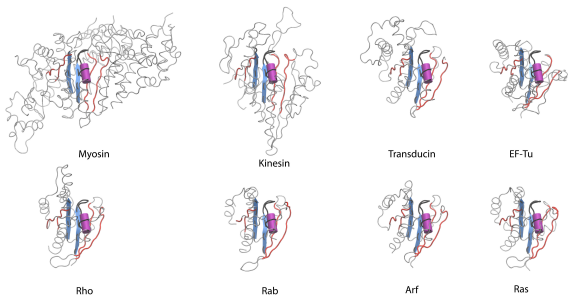 Myosin
Kinesin
Transducin
EF-Tu
Rho
Rab
Arf
Ras